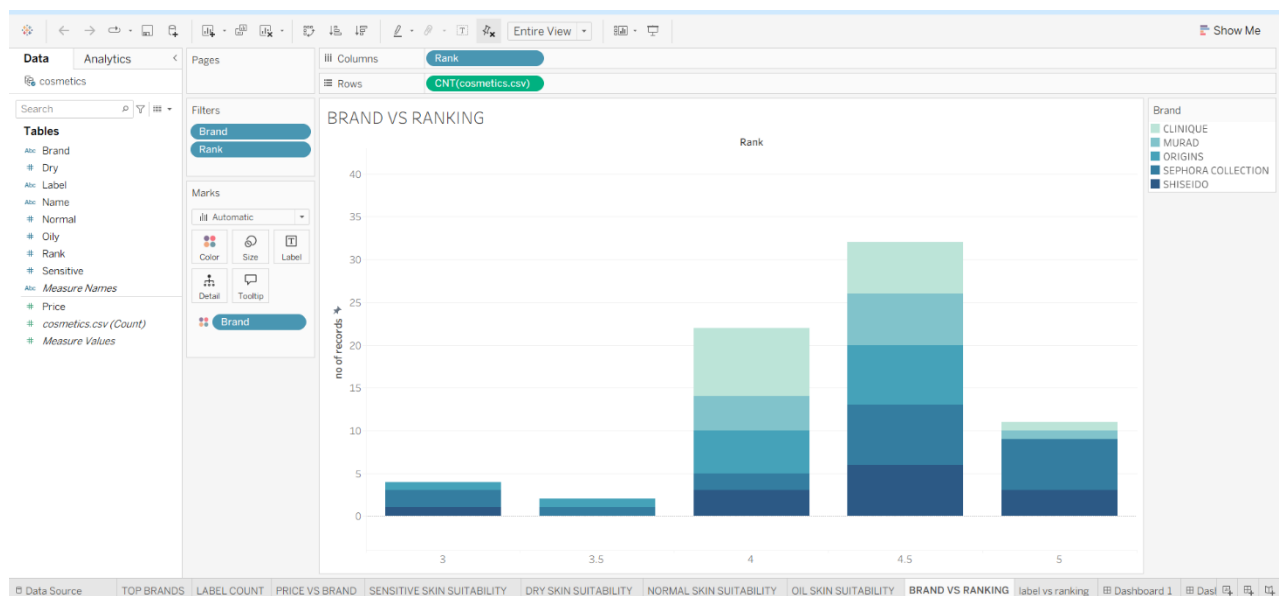 Entire View
Show Me
Data
Analytics
Pages
Columns
Rank
cosmetics
Rows
CNT(cosmetics.csv)
Search
Filters
Brand
Rank
Tables
Abc Brand
# Dry
Abc Label
Abc Name
# Normal
# Oily
# Rank
# Sensitive
Abc Measure Names
# Price
# cosmetics.csv (Count)
# Measure Values
Marks
Automatic
Color
Size
Label
Detail
Tooltip
Brand
BRAND VS RANKING
Rank
no of records
40
35
30
25
20
15
10
5
0
3
3.5
4
4.5
5
Brand
CLINIQUE
MURAD
ORIGINS
SEPHORA COLLECTION
SHISEIDO
Data Source
TOP BRANDS
LABEL COUNT
PRICE VS BRAND
SENSITIVE SKIN SUITABILITY
DRY SKIN SUITABILITY
NORMAL SKIN SUITABILITY
OIL SKIN SUITABILITY
BRAND VS RANKING
label vs ranking
Dashboard 1
Dasl